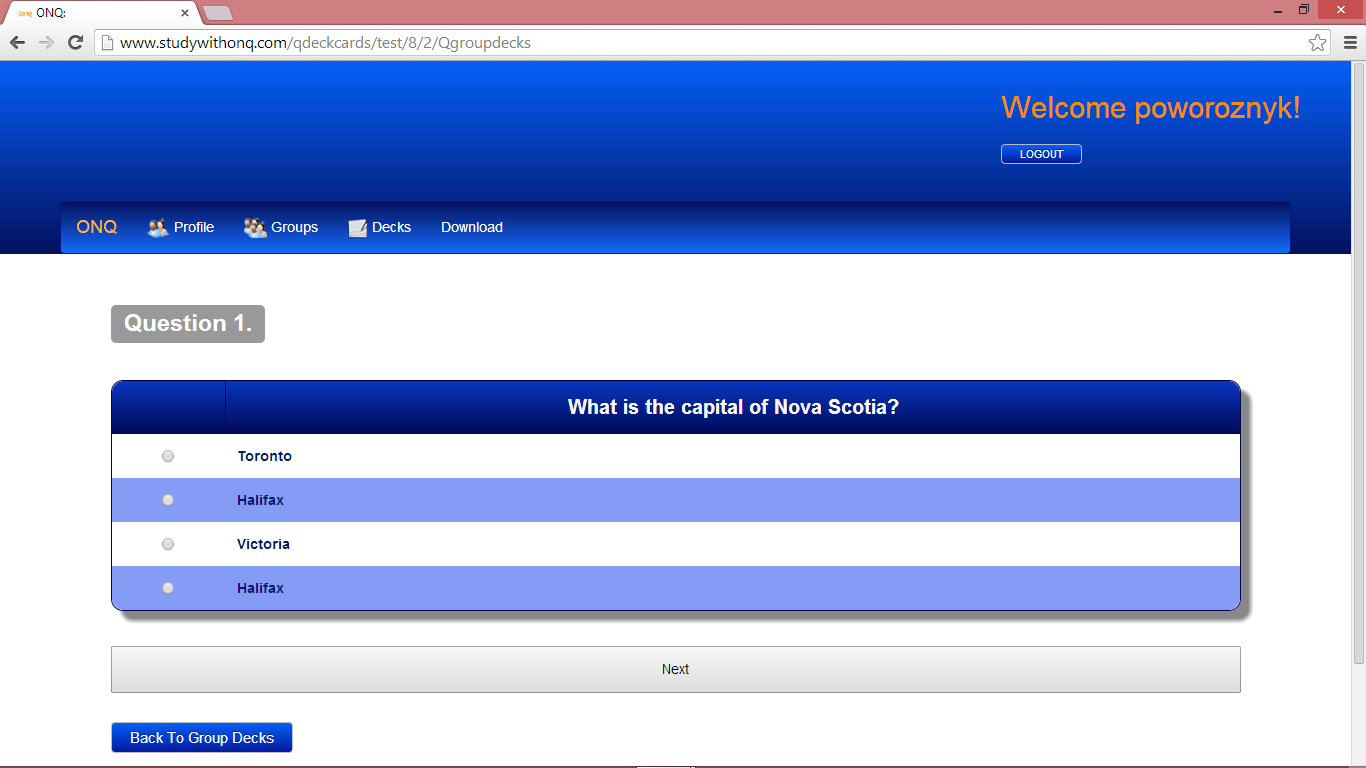 ONQ:
www.studywithonq.com/qdeckcards/test/8/2/Qgroupdecks
Welcome poworoznyk!
LOGOUT
ONQ Profile Groups Decks Download
Question 1.
What is the capital of Nova Scotia?
Toronto
Halifax
Victoria
Halifax
Next
Back To Group Decks